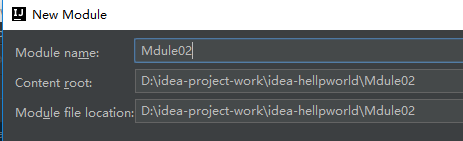 New Module
Module name: Mdule02
Content root: D:\idea-project-work\idea-hellpworld\Mdule02
Module file location: D:\idea-project-work\idea-hellpworld\Mdule02